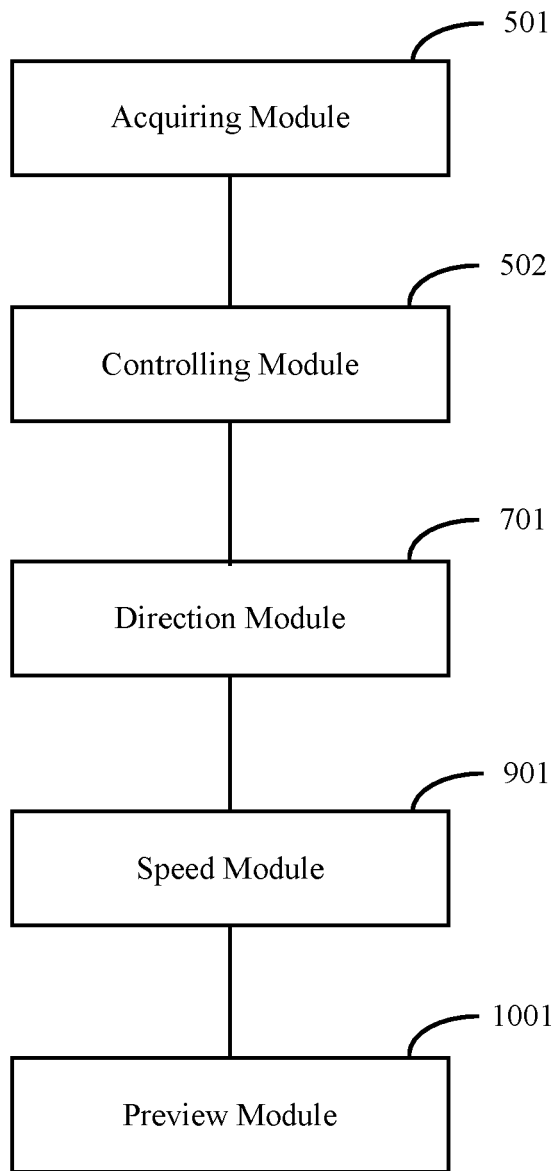 501
Acquiring Module
502
Controlling Module
701
Direction Module
901
Speed Module
1001
Preview Module